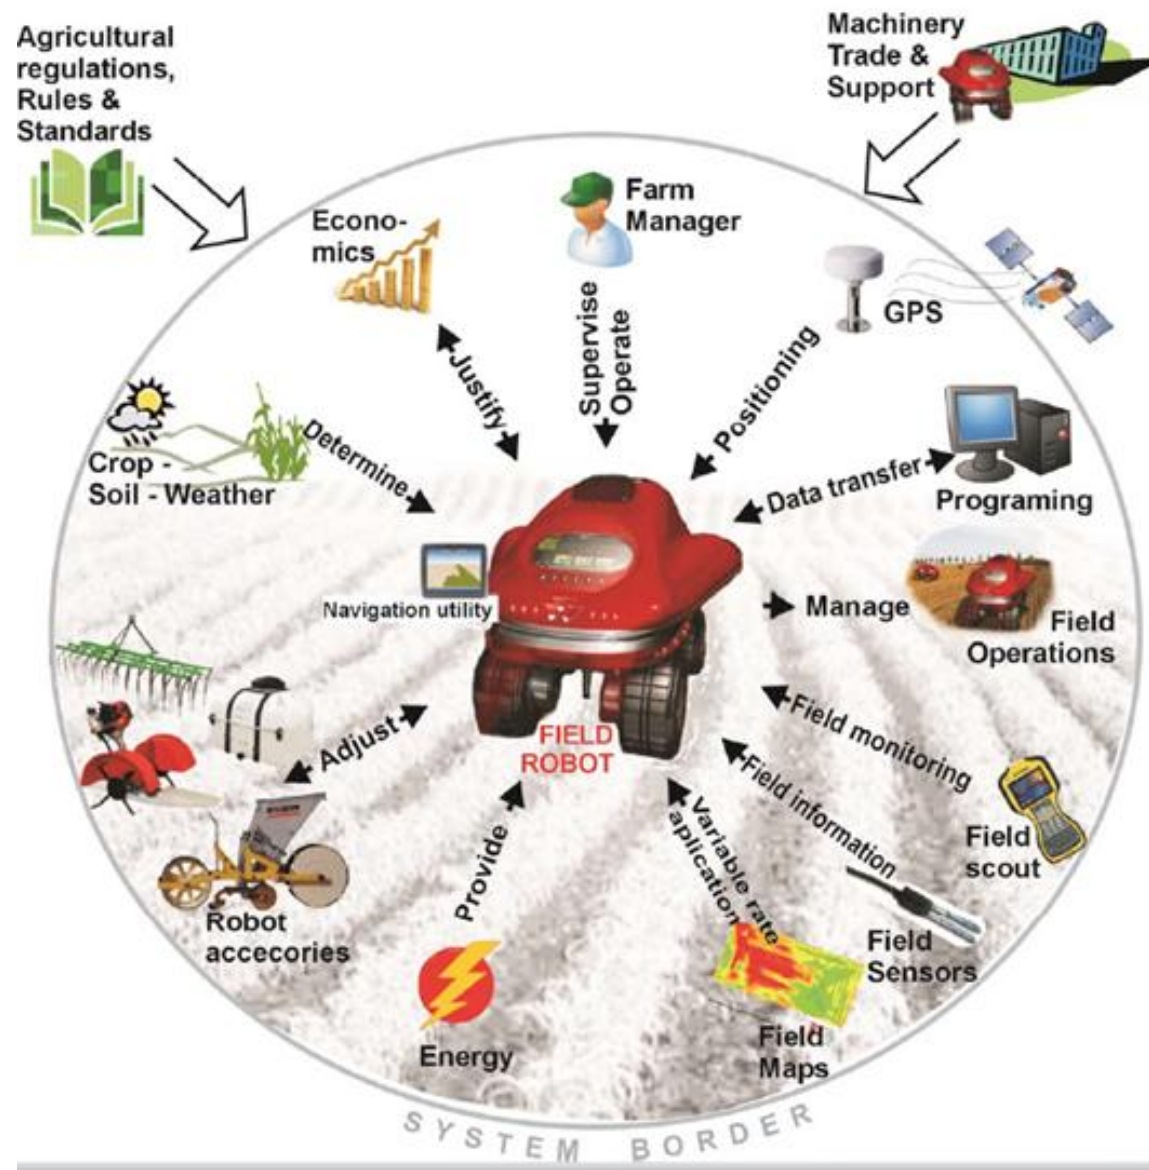 Agricultural
regulations,
Rules &
Standards
Machinery
Trade &
Support
Econo-
mics
Farm
Manager
GPS
Justify
Supervise
Operate
Positioning
Crop -
Soil - Weather
Determine
Data transfer
Programing
Navigation utility
Manage
Field
Operations
FIELD
ROBOT
Adjust
Field monitoring
Field information
Field
scout
Provide
Variable rate
aplication
Robot
accecories
Field
Sensors
Energy
Field
Maps
SYSTEM BORDER